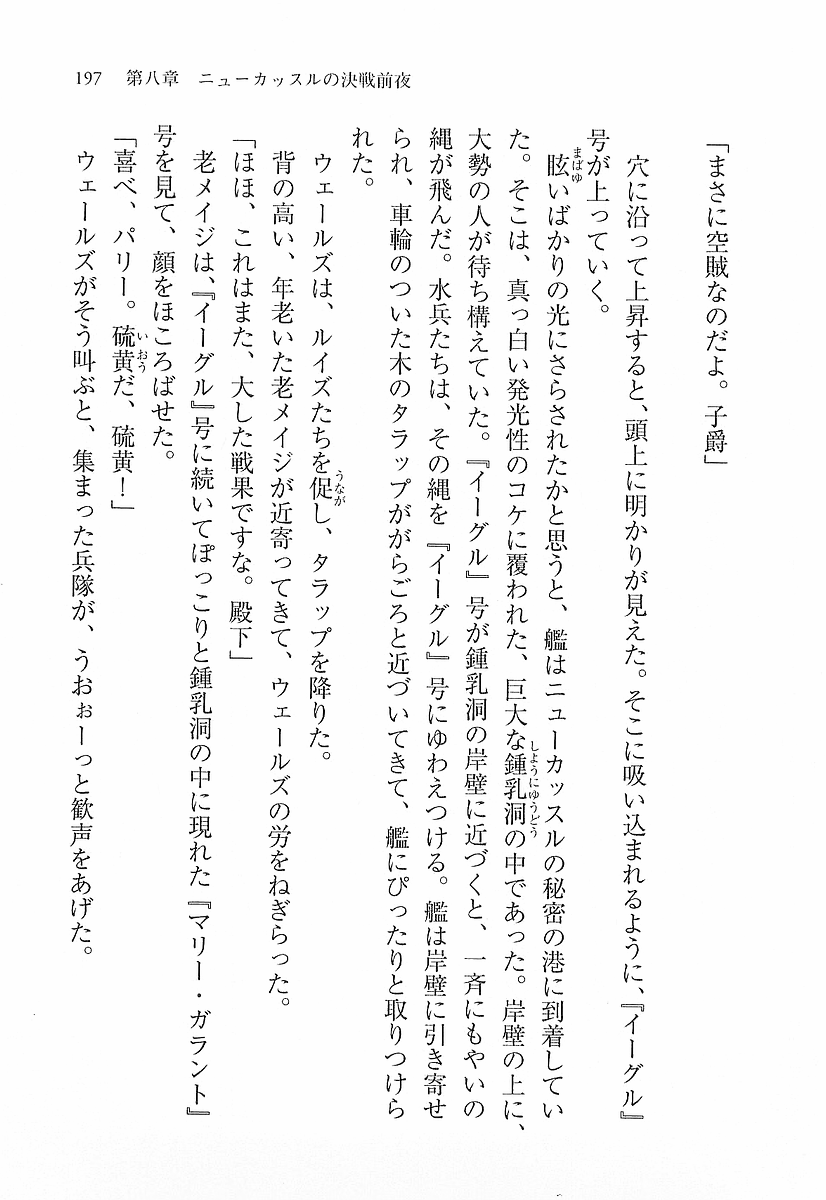 197 第八章 ニューカッスルの決戦前夜
「まさに空賊なのだよ。子爵」
穴に沿って上昇すると、頭上に明かりが見えた。そこに吸い込まれるように、『イーグル』
号が上っていく。
眩いばかりの光にさらされたかと思うと、艦はニューカッスルの秘密の港に到着してい
た。そこは、真っ白い発光性のコケに覆われた、巨大な鍾乳洞の中であった。岸壁の上に、
大勢の人が待ち構えていた。『イーグル』号が鍾乳洞の岸壁に近づくと、一斉にもやいの
縄が飛んだ。水兵たちは、その縄を『イーグル』号にゆわえつける。艦は岸壁に引き寄せ
られ、車輪のついた木のタラップががらごろと近づいてきて、艦にぴったりと取りつけら
れた。
ウェールズは、ルイズたちを促し、タラップを降りた。
背の高い、年老いた老メイジが近寄ってきて、ウェールズの労をねぎらった。
「ほほ、これはまた、大した戦果ですな。殿下」
老メイジは、『イーグル』号に続いてぽっこりと鍾乳洞の中に現れた『マリー・ガラント』
号を見て、顔をほころばせた。
「喜べ、パリー。硫黄だ、硫黄！」
ウェールズがそう叫ぶと、集まった兵隊が、うおぉーっと歓声をあげた。